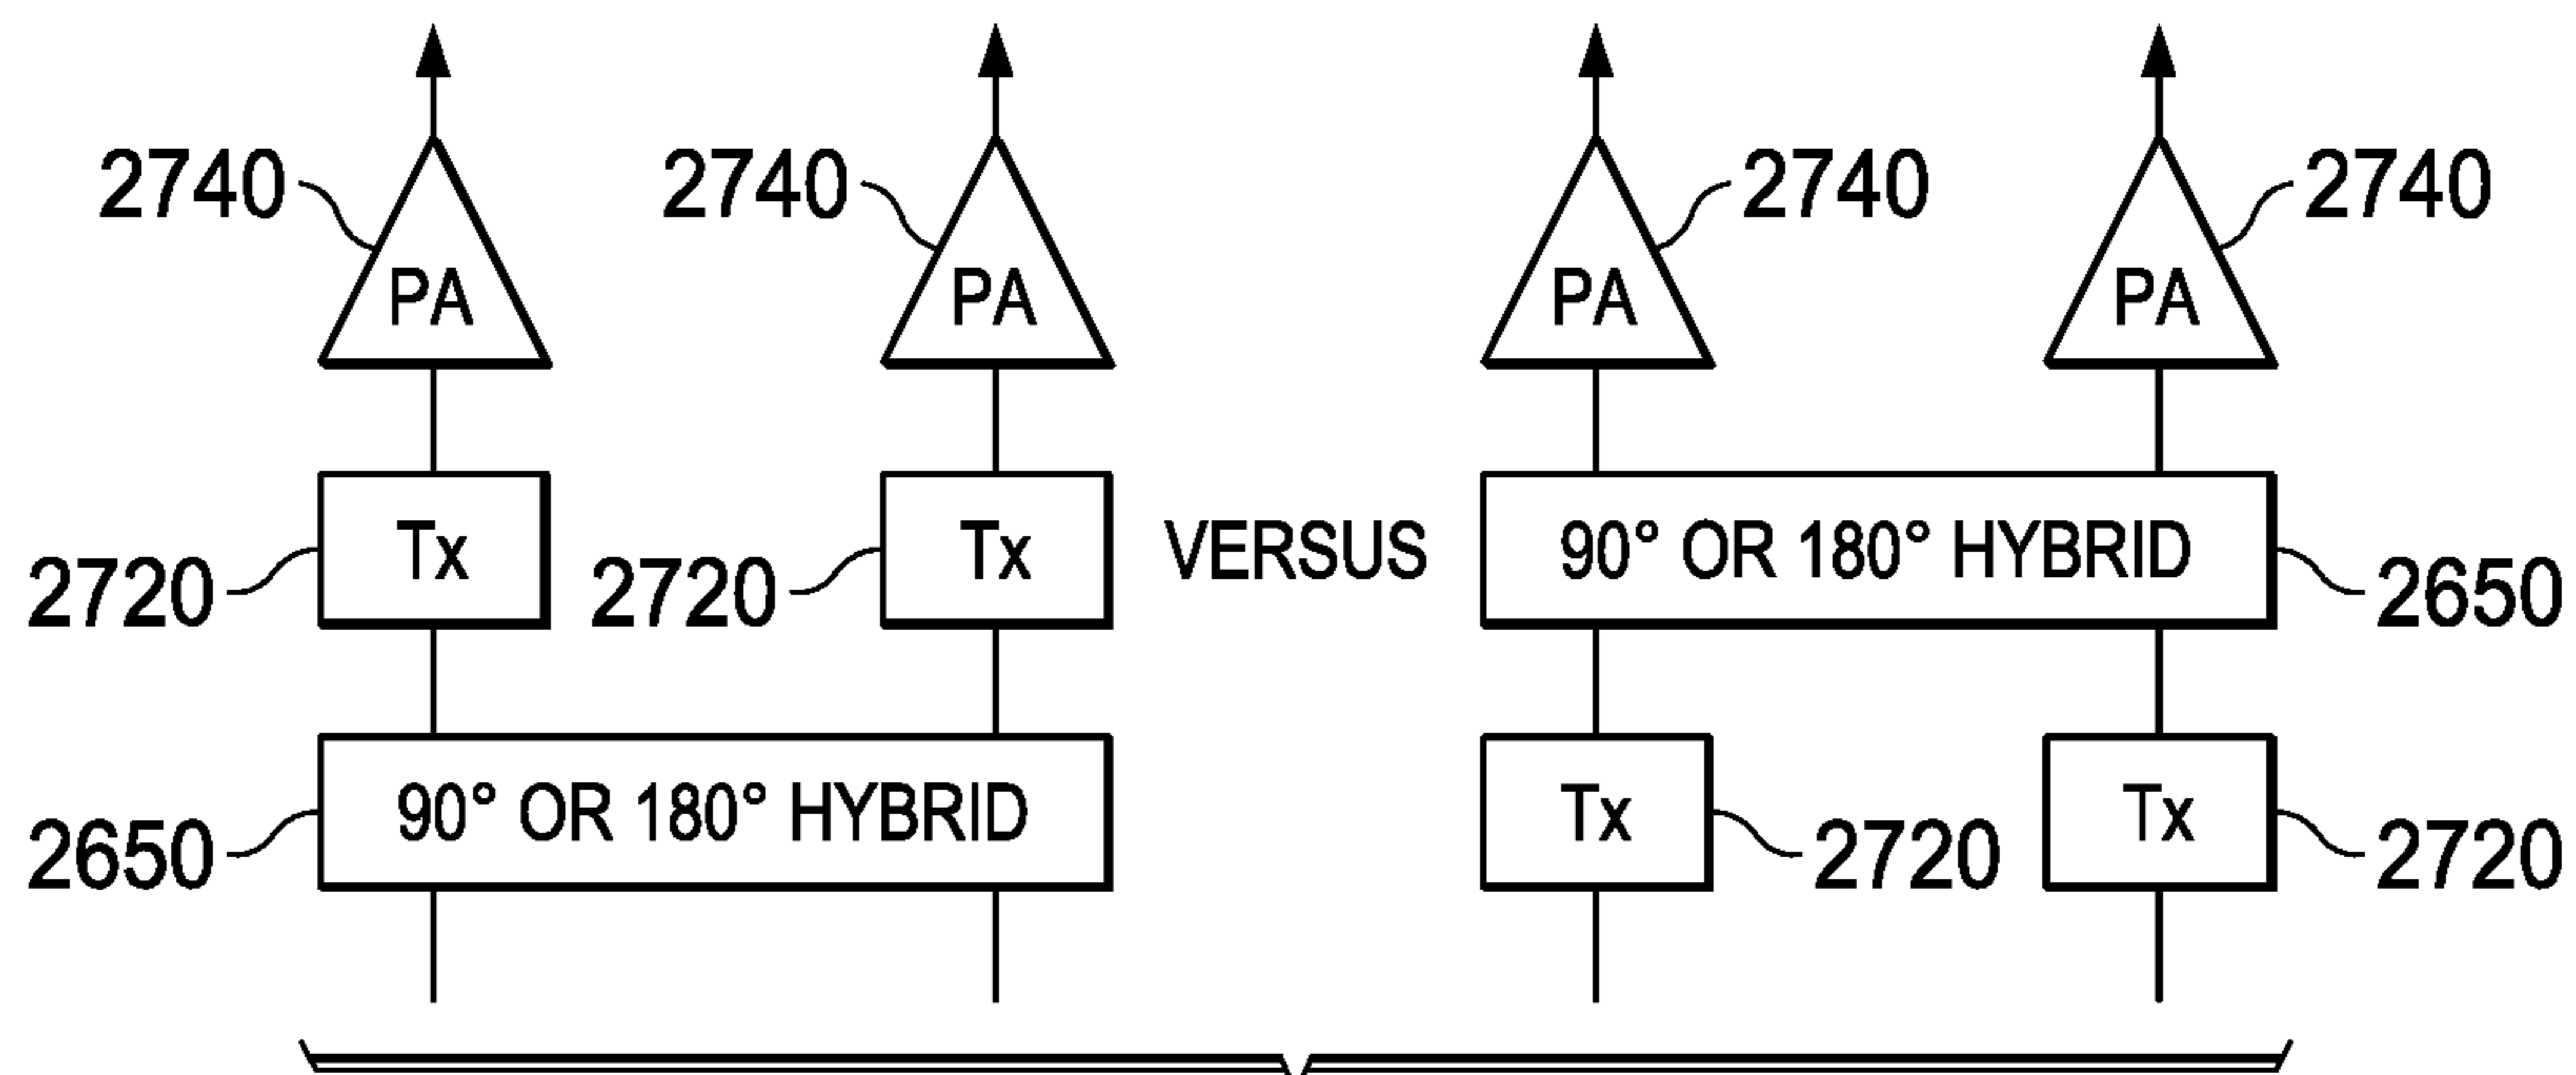 2740 2740 2740 2740
PA PA PA PA
Tx Tx VERSUS 90° OR 180° HYBRID
2720 2720 2650
90° OR 180° HYBRID Tx Tx
2650 2720 2720